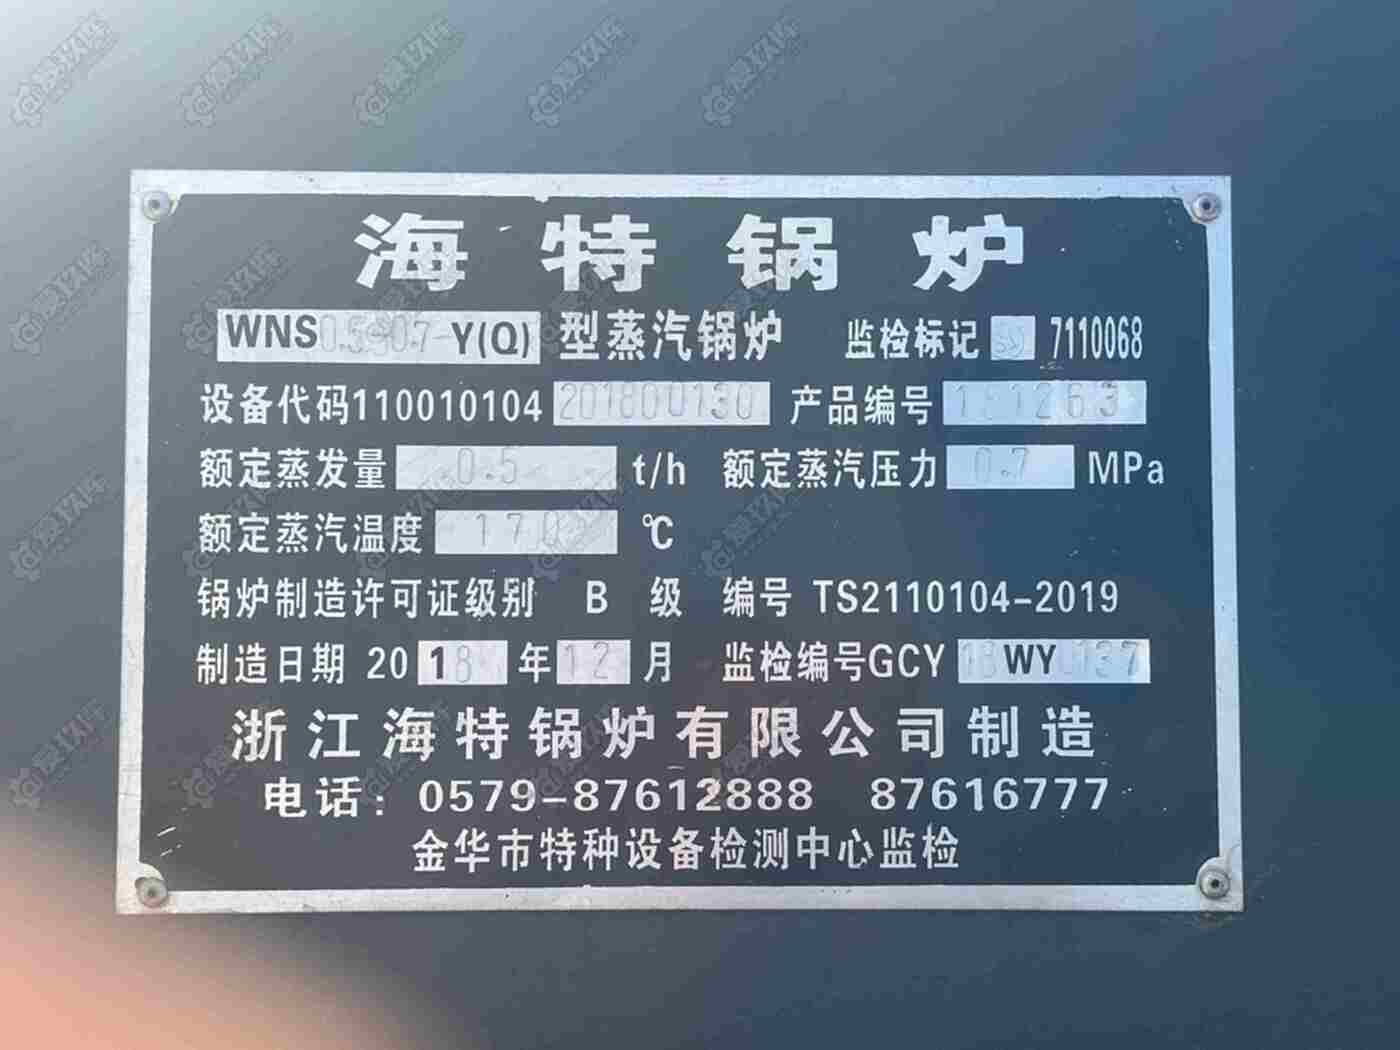 海特锅炉
WNS0.5-0.7-Y(Q) 型蒸汽锅炉 监检标记 7110068
设备代码110010104 201800130 产品编号 181263
额定蒸发量 0.5 t/h 额定蒸汽压力 0.7 MPa
额定蒸汽温度 170 ℃
锅炉制造许可证级别 B 级 编号 TS2110104-2019
制造日期 2018 年 12 月 监检编号GCY 18 WY 0137
浙江海特锅炉有限公司制造
电话: 0579-87612888 87616777
金华市特种设备检测中心监检